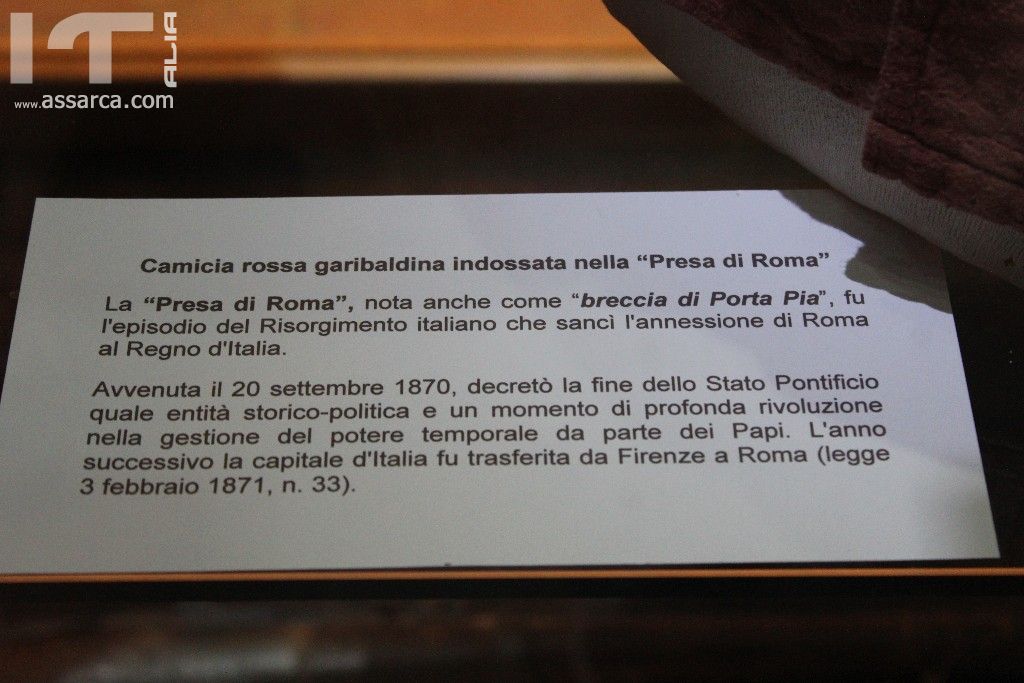 IT
ALIA
www.assarca.com
Camicia rossa garibaldina indossata nella “Presa di Roma”
La “Presa di Roma”, nota anche come “breccia di Porta Pia”, fu
l'episodio del Risorgimento italiano che sancì l'annessione di Roma
al Regno d'Italia.
Avvenuta il 20 settembre 1870, decretò la fine dello Stato Pontificio
quale entità storico-politica e un momento di profonda rivoluzione
nella gestione del potere temporale da parte dei Papi. L'anno
successivo la capitale d'Italia fu trasferita da Firenze a Roma (legge
3 febbraio 1871, n. 33).